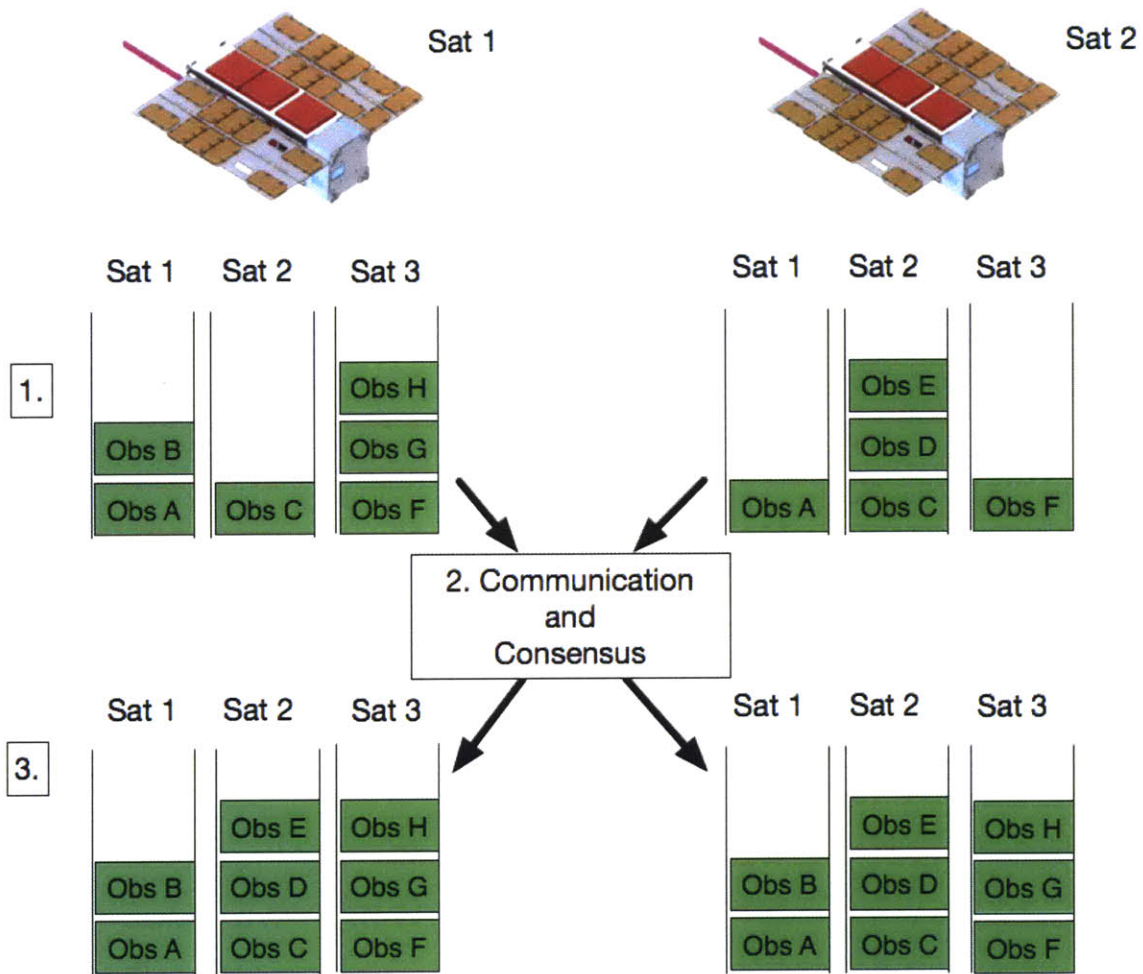 Sat 1
Sat 2
Sat 1 Sat 2 Sat 3
Sat 1 Sat 2 Sat 3
1.
Obs H
Obs B Obs G
Obs A Obs C Obs F
Obs E
Obs D
Obs A Obs C Obs F
2. Communication
and
Consensus
Sat 1 Sat 2 Sat 3
Sat 1 Sat 2 Sat 3
3.
Obs E Obs H
Obs B Obs D Obs G
Obs A Obs C Obs F
Obs E Obs H
Obs B Obs D Obs G
Obs A Obs C Obs F